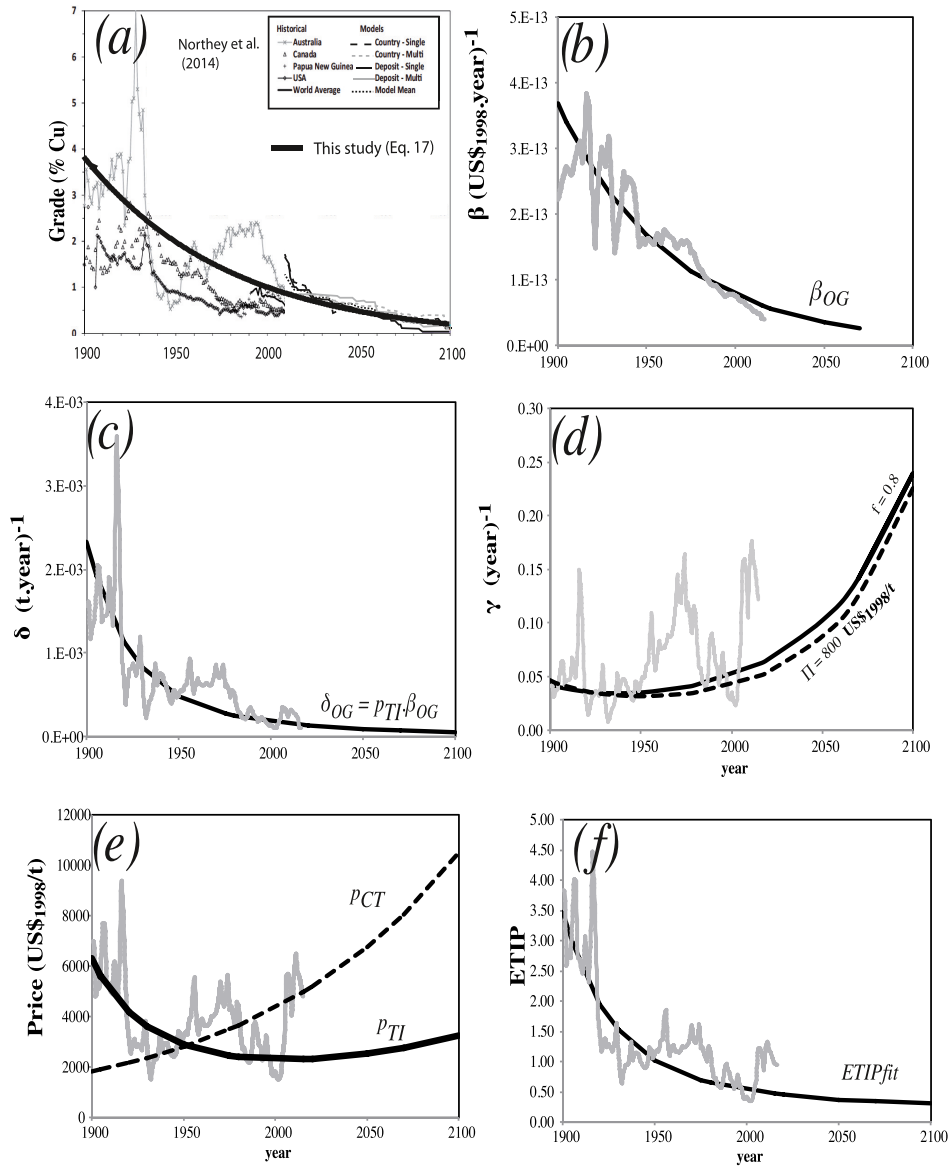 (a)
Northey et al.
(2014)
Historical Models
Australia Country - Single
Canada Country - Multi
Papua New Guinea Deposit - Single
USA Deposit - Multi
World Average Model Mean
This study (Eq. 17)
Grade (% Cu)
7
6
5
4
3
2
1
0
1900 1950 2000 2050 2100
(b)
β (US$1998.year)-1
5.E-13
4.E-13
3.E-13
2.E-13
1.E-13
0.E+00
βOG
1900 1950 2000 2050 2100
(c)
δ (t.year)-1
4.E-03
3.E-03
2.E-03
1.E-03
0.E+00
δOG = pTI.βOG
1900 1950 2000 2050 2100
(d)
γ (year)-1
0.30
0.25
0.20
0.15
0.10
0.05
0.00
f = 0.8
Π = 800 US$1998/t
1900 1950 2000 2050 2100
year
(e)
Price (US$1998/t)
12000
10000
8000
6000
4000
2000
0
pCT
pTI
1900 1950 2000 2050 2100
year
(f)
ETIP
5.00
4.50
4.00
3.50
3.00
2.50
2.00
1.50
1.00
0.50
0.00
ETIPfit
1900 1950 2000 2050 2100
year